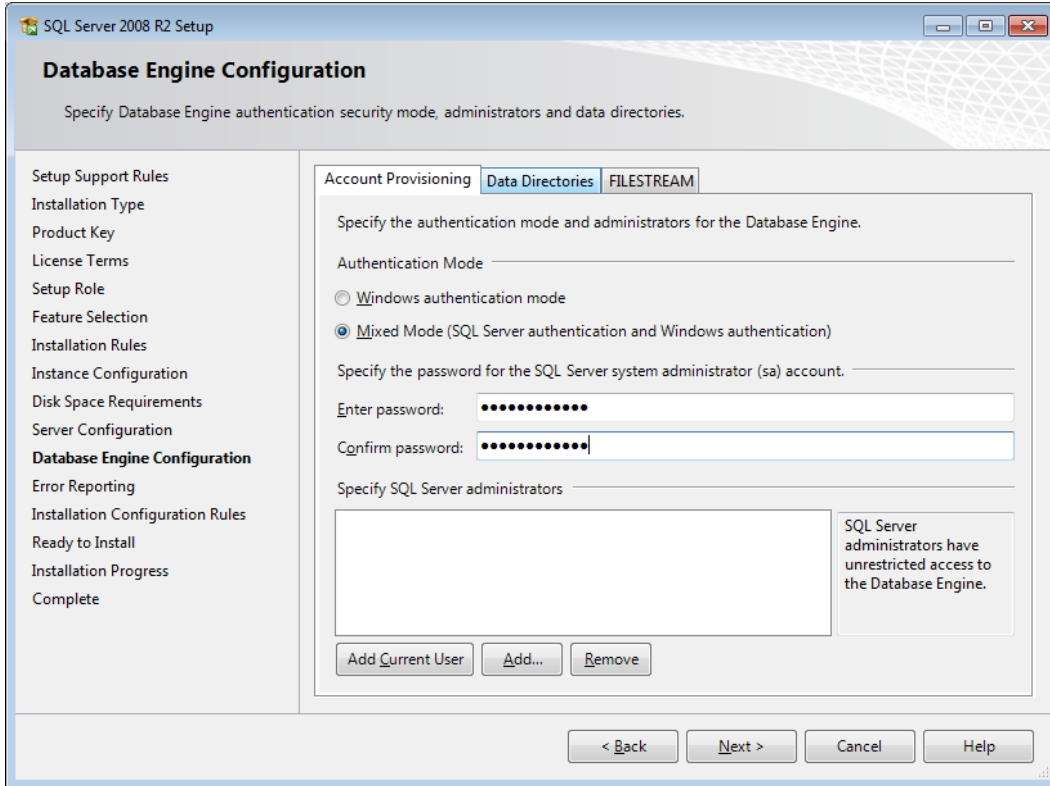 SQL Server 2008 R2 Setup
Database Engine Configuration
Specify Database Engine authentication security mode, administrators and data directories.
Setup Support Rules
Installation Type
Product Key
License Terms
Setup Role
Feature Selection
Installation Rules
Instance Configuration
Disk Space Requirements
Server Configuration
Database Engine Configuration
Error Reporting
Installation Configuration Rules
Ready to Install
Installation Progress
Complete
Account Provisioning Data Directories FILESTREAM
Specify the authentication mode and administrators for the Database Engine.
Authentication Mode
Windows authentication mode
Mixed Mode (SQL Server authentication and Windows authentication)
Specify the password for the SQL Server system administrator (sa) account.
Enter password: ●●●●●●●●●●●●
Confirm password: ●●●●●●●●●●●●
Specify SQL Server administrators
SQL Server
administrators have
unrestricted access to
the Database Engine.
Add Current User Add... Remove
< Back Next > Cancel Help